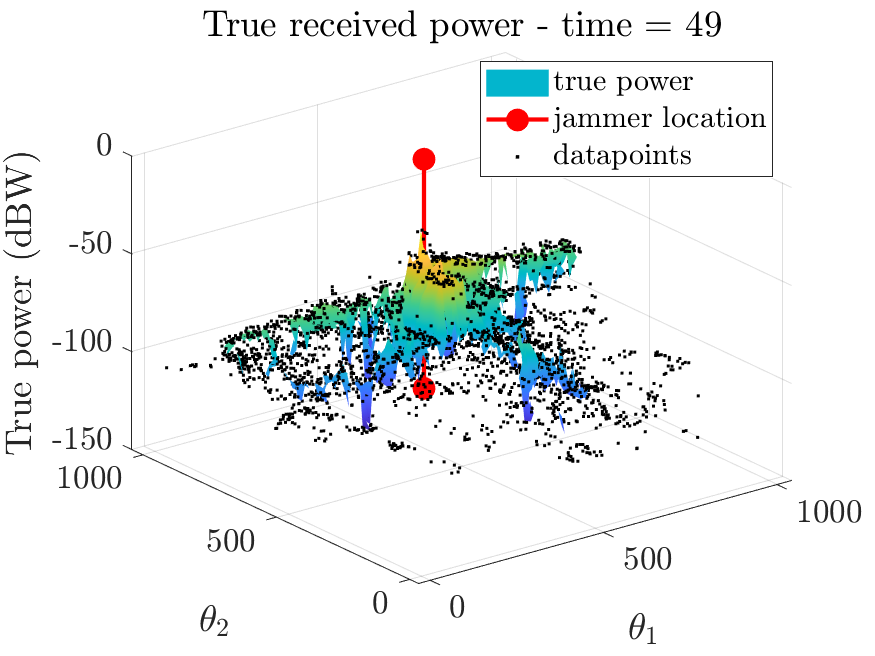 True received power - time = 49
true power
jammer location
datapoints
True power (dBW)
0
-50
-100
-150
1000
500
0
θ₂
0
500
1000
θ₁